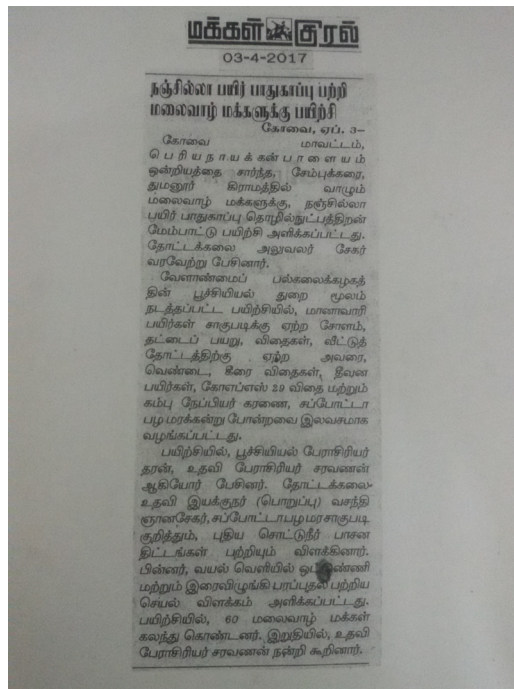 மக்கள் குரல்
03-4-2017
நஞ்சில்லா பயிர் பாதுகாப்பு பற்றி
மலைவாழ் மக்களுக்கு பயிற்சி
கோவை, ஏப். 3–
கோவை மாவட்டம்,
பெரியநாயக்கன்பாளையம்
ஒன்றியத்தை சார்ந்த, சேம்புக்கரை,
துமனூர் கிராமத்தில் வாழும்
மலைவாழ் மக்களுக்கு, நஞ்சில்லா
பயிர் பாதுகாப்பு தொழில்நுட்பத்திறன்
மேம்பாட்டு பயிற்சி அளிக்கப்பட்டது.
தோட்டக்கலை அலுவலர் சேகர்
வரவேற்று பேசினார்.
வேளாண்மைப் பல்கலைக்கழகத்
தின் பூச்சியியல் துறை மூலம்
நடத்தப்பட்ட பயிற்சியில், மானாவாரி
பயிர்கள் சாகுபடிக்கு ஏற்ற சோளம்,
தட்டைப் பயறு, விதைகள், வீட்டுத்
தோட்டத்திற்கு ஏற்ற அவரை,
வெண்டை, கீரை விதைகள், தீவன
பயிர்கள், கோஎப்எஸ் 29 விதை மற்றும்
கம்பு நேப்பியர் கரணை, சப்போட்டா
பழ மரக்கன்று போன்றவை இலவசமாக
வழங்கப்பட்டது.
பயிற்சியில், பூச்சியியல் பேராசிரியர்
தரன், உதவி பேராசிரியர் சரவணன்
ஆகியோர் பேசினர். தோட்டக்கலை-
உதவி இயக்குநர் (பொறுப்பு) வசந்தி
ஞானசேகர், சப்போட்டா பழமரசாகுபடி
குறித்தும், புதிய சொட்டுநீர் பாசன
திட்டங்கள் பற்றியும் விளக்கினார்.
பின்னர், வயல் வெளியில்
மற்றும் இரைவிழுங்கி பரப்புதல் பற்றிய
செயல் விளக்கம் அளிக்கப்பட்டது.
பயிற்சியில், 60 மலைவாழ் மக்கள்
கலந்து கொண்டனர். இறுதியில், உதவி
பேராசிரியர் சரவணன் நன்றி கூறினார்.